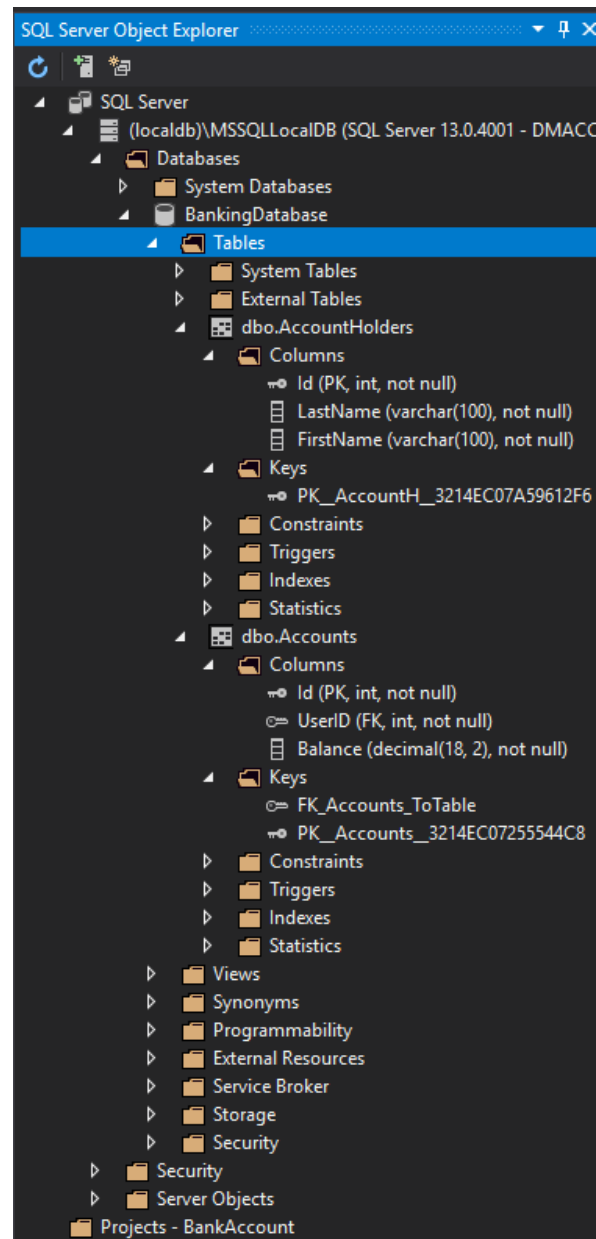 SQL Server Object Explorer
SQL Server
(localdb)\MSSQLLocalDB (SQL Server 13.0.4001 - DMACC
Databases
System Databases
BankingDatabase
Tables
System Tables
External Tables
dbo.AccountHolders
Columns
Id (PK, int, not null)
LastName (varchar(100), not null)
FirstName (varchar(100), not null)
Keys
PK__AccountH__3214EC07A59612F6
Constraints
Triggers
Indexes
Statistics
dbo.Accounts
Columns
Id (PK, int, not null)
UserID (FK, int, not null)
Balance (decimal(18, 2), not null)
Keys
FK_Accounts_ToTable
PK__Accounts__3214EC07255544C8
Constraints
Triggers
Indexes
Statistics
Views
Synonyms
Programmability
External Resources
Service Broker
Storage
Security
Security
Server Objects
Projects - BankAccount